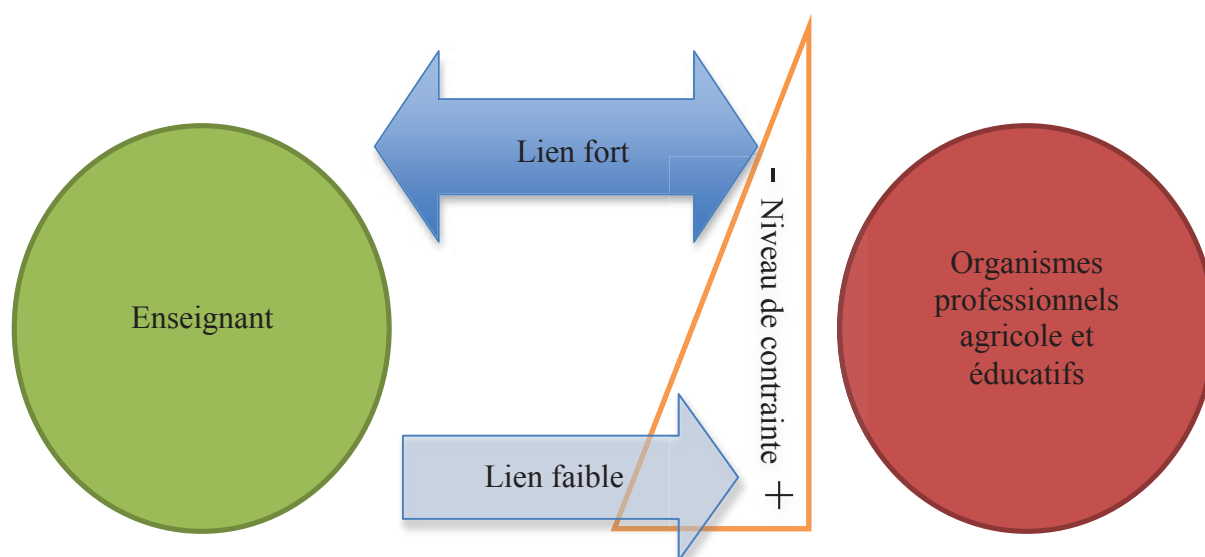 Lien fort
Enseignant
- Niveau de contrainte +
Organismes
professionnels
agricole et
éducatifs
Lien faible